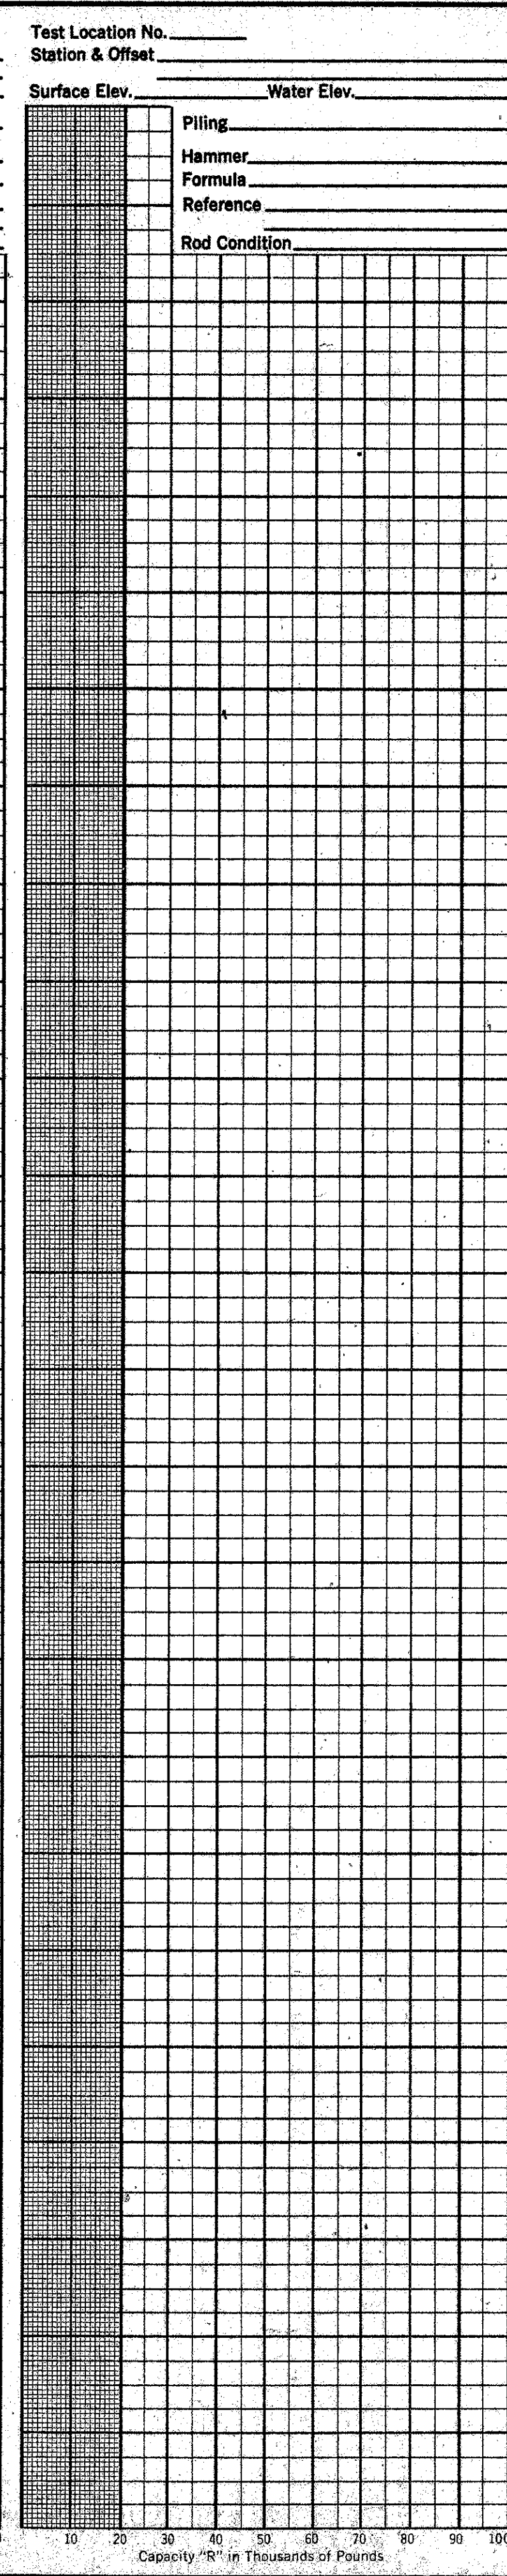 Test Location No.
Station & Offset
Surface Elev. Water Elev.
Piling
Hammer
Formula
Reference
Rod Condition
10 20 30 40 50 60 70 80 90 100
Capacity "R" in Thousands of Pounds